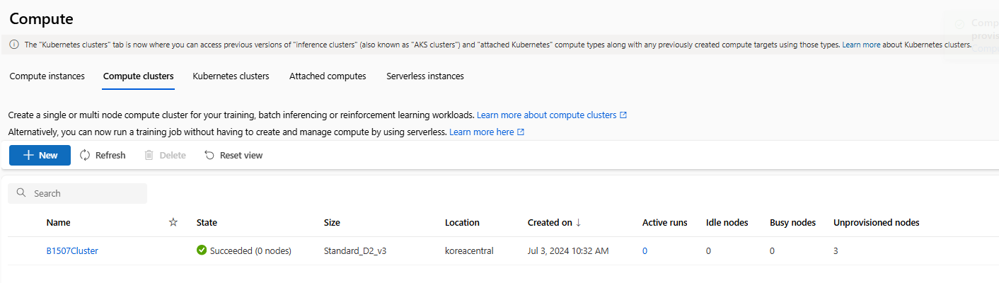 Compute
The "Kubernetes clusters" tab is now where you can access previous versions of "inference clusters" (also known as "AKS clusters") and "attached Kubernetes" compute types along with any previously created compute targets using those types. Learn more about Kubernetes clusters.
Compute instances Compute clusters Kubernetes clusters Attached computes Serverless instances
Create a single or multi node compute cluster for your training, batch inferencing or reinforcement learning workloads. Learn more about compute clusters
Alternatively, you can now run a training job without having to create and manage compute by using serverless. Learn more here
New Refresh Delete Reset view
Search
Name State Size Location Created on ↓ Active runs Idle nodes Busy nodes Unprovisioned nodes
B1507Cluster Succeeded (0 nodes) Standard_D2_v3 koreacentral Jul 3, 2024 10:32 AM 0 0 0 3